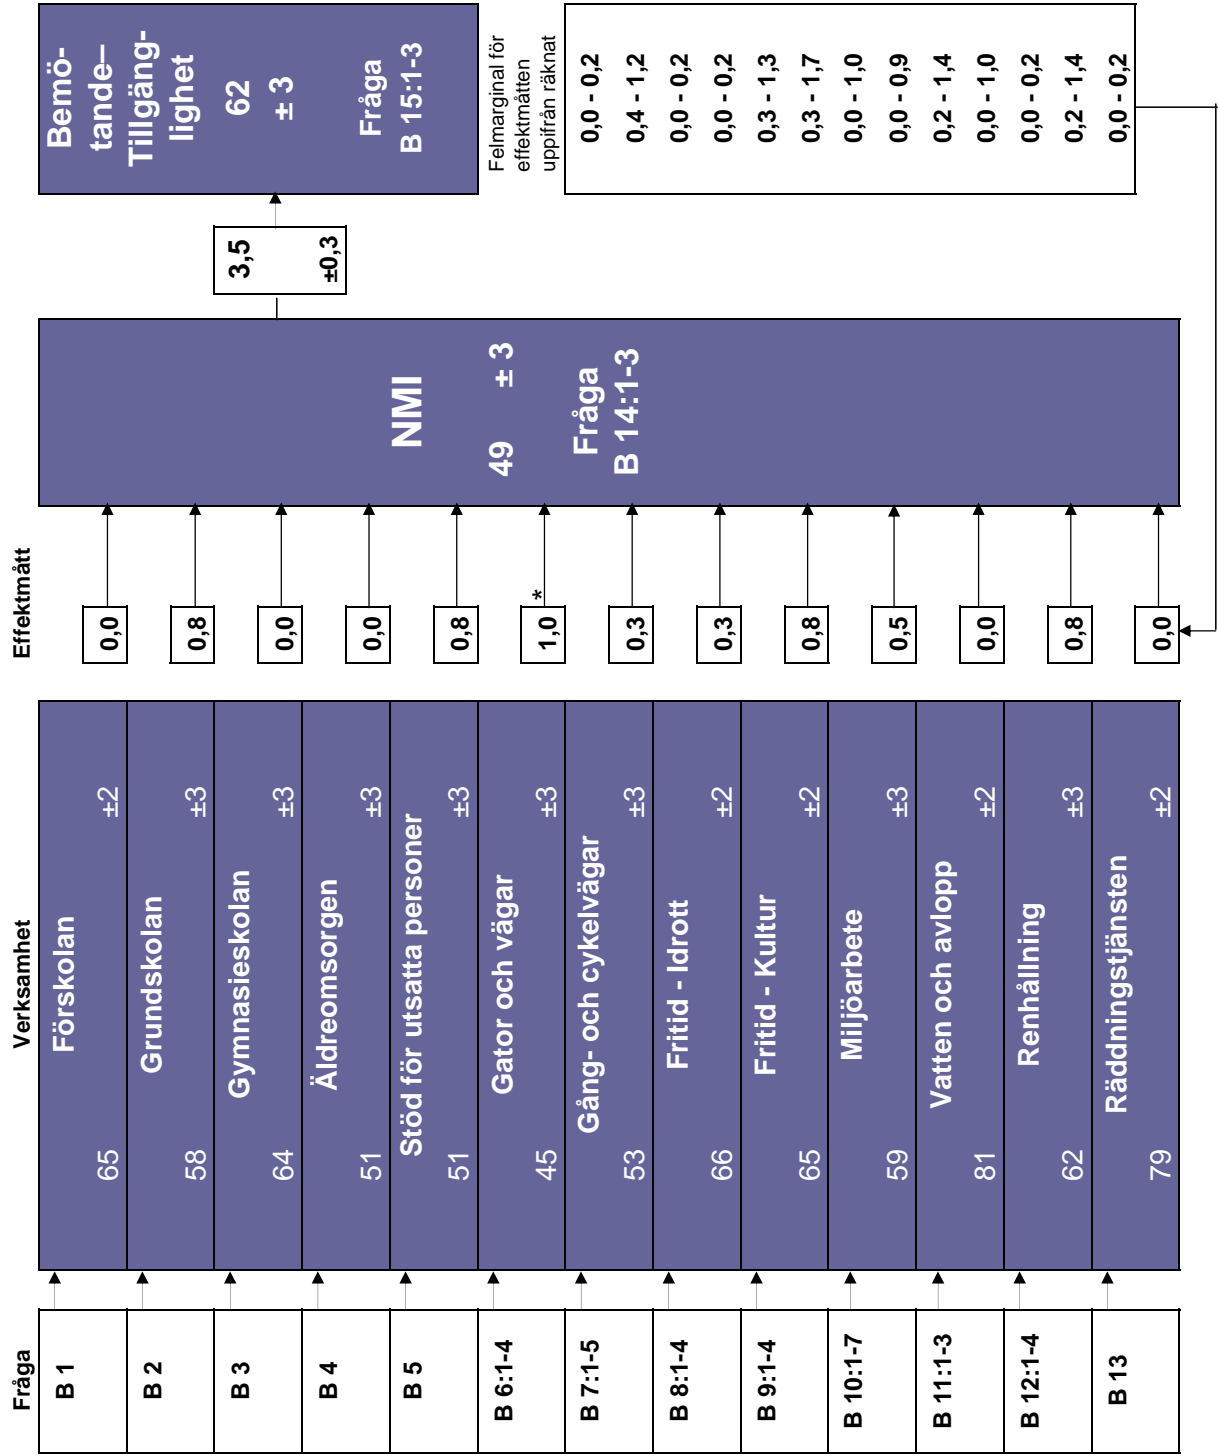 Fråga
Verksamhet
Effektmått
B 1
Förskolan
65 ±2
0,0
B 2
Grundskolan
58 ±3
0,8
B 3
Gymnasieskolan
64 ±3
0,0
B 4
Äldreomsorgen
51 ±3
0,0
B 5
Stöd för utsatta personer
51 ±3
0,8
B 6:1-4
Gator och vägar
45 ±3
1,0 *
B 7:1-5
Gång- och cykelvägar
53 ±3
0,3
B 8:1-4
Fritid - Idrott
66 ±2
0,3
B 9:1-4
Fritid - Kultur
65 ±2
0,8
B 10:1-7
Miljöarbete
59 ±3
0,5
B 11:1-3
Vatten och avlopp
81 ±2
0,0
B 12:1-4
Renhållning
62 ±3
0,8
B 13
Räddningstjänsten
79 ±2
0,0
NMI
49 ± 3
Fråga
B 14:1-3
3,5
±0,3
Bemö-
tande–
Tillgäng-
lighet
62
± 3
Fråga
B 15:1-3
Felmarginal för
effektmåtten
uppifrån räknat
0,0 - 0,2
0,4 - 1,2
0,0 - 0,2
0,0 - 0,2
0,3 - 1,3
0,3 - 1,7
0,0 - 1,0
0,0 - 0,9
0,2 - 1,4
0,0 - 1,0
0,0 - 0,2
0,2 - 1,4
0,0 - 0,2